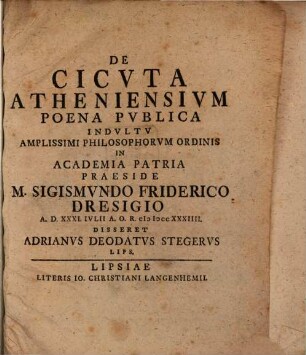 DE
CICVTA
ATHENIENSIVM
POENA PVBLICA
INDVLTV
AMPLISSIMI PHILOSOPHORVM ORDINIS
IN
ACADEMIA PATRIA
PRAESIDE
M. SIGISMVNDO FRIDERICO
DRESIGIO
A. D. XXXI. IVLII A. O. R. cIↃ IↃcc XXXIIII.
DISSERET
ADRIANVS DEODATVS STEGERVS
LIPS.
LIPSIAE
LITERIS IO. CHRISTIANI LANGENHEMII.